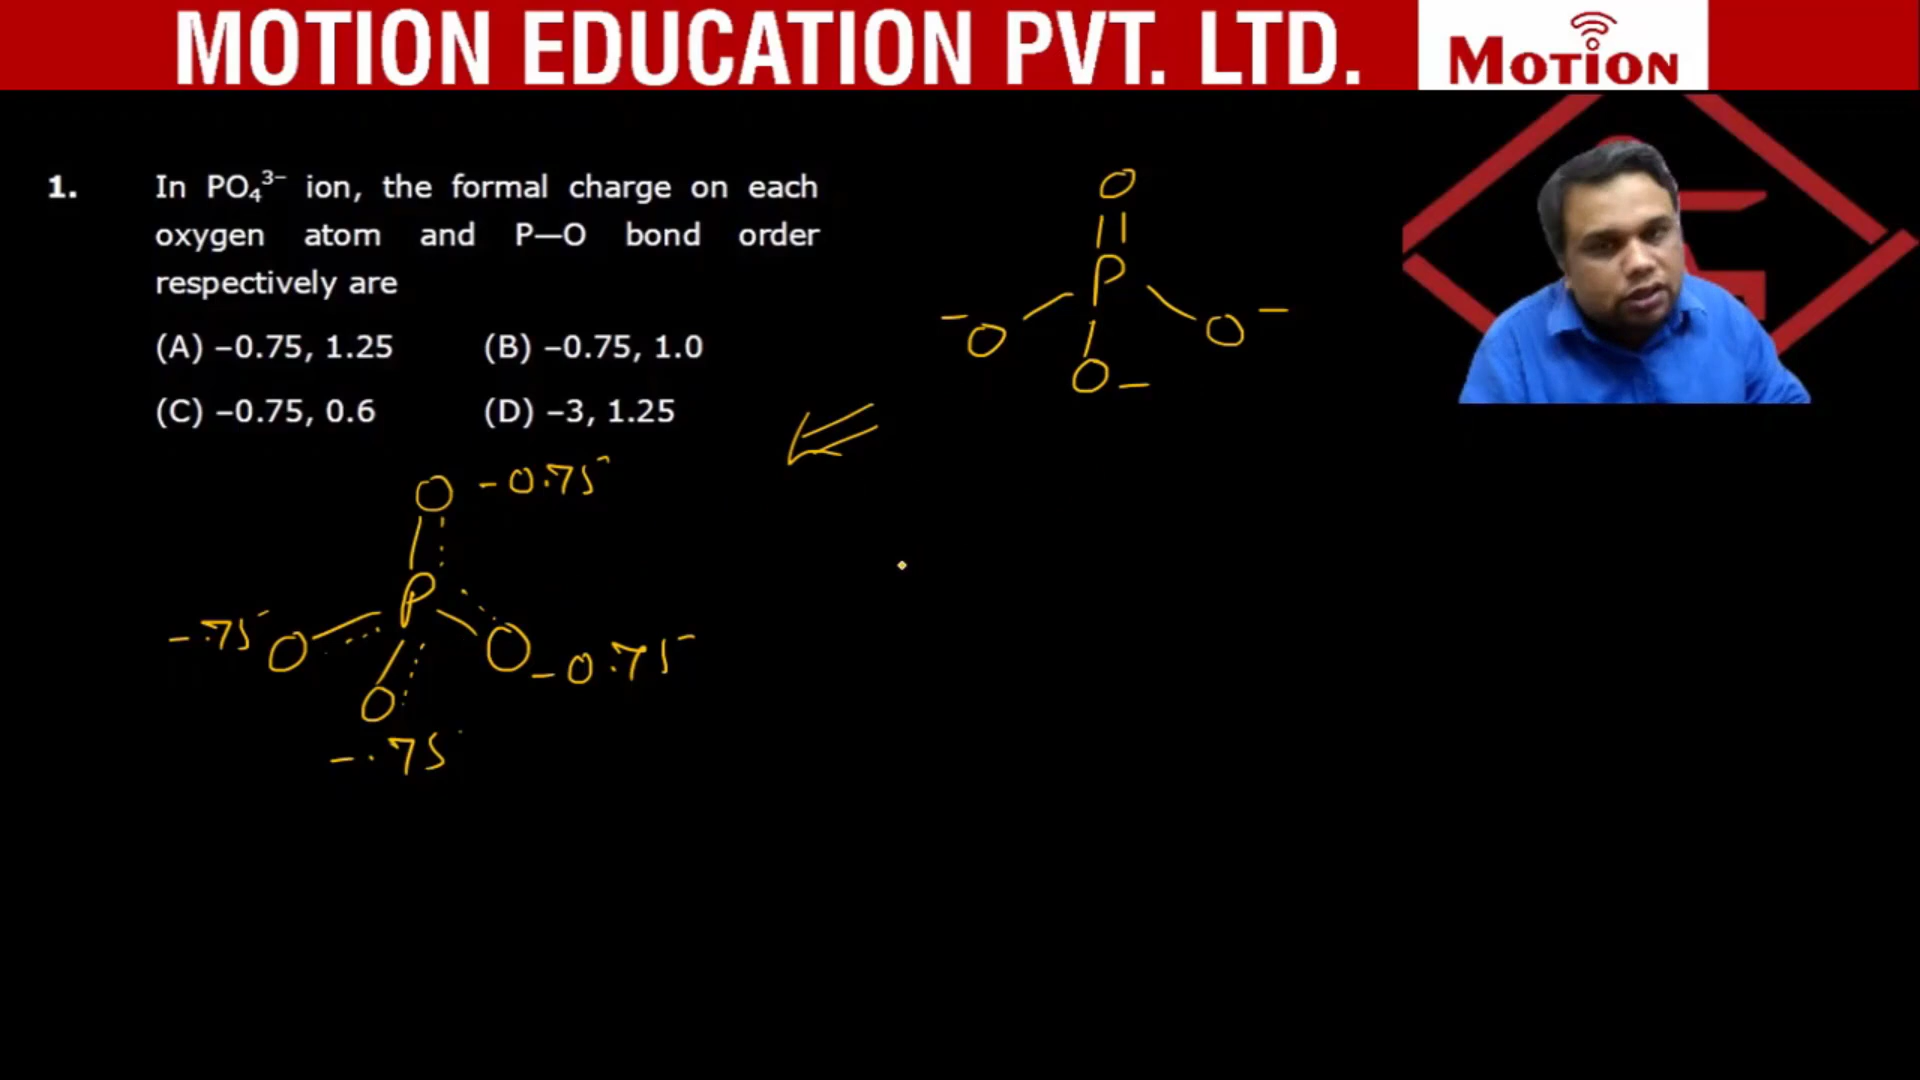 MOTION EDUCATION PVT. LTD.
MOTION
1. In PO₄³⁻ ion, the formal charge on each
oxygen atom and P—O bond order
respectively are
(A) –0.75, 1.25 (B) –0.75, 1.0
(C) –0.75, 0.6 (D) –3, 1.25
O
P
-O O-
O-
O -0.75
P
-.75 O O -0.75
O
-.75